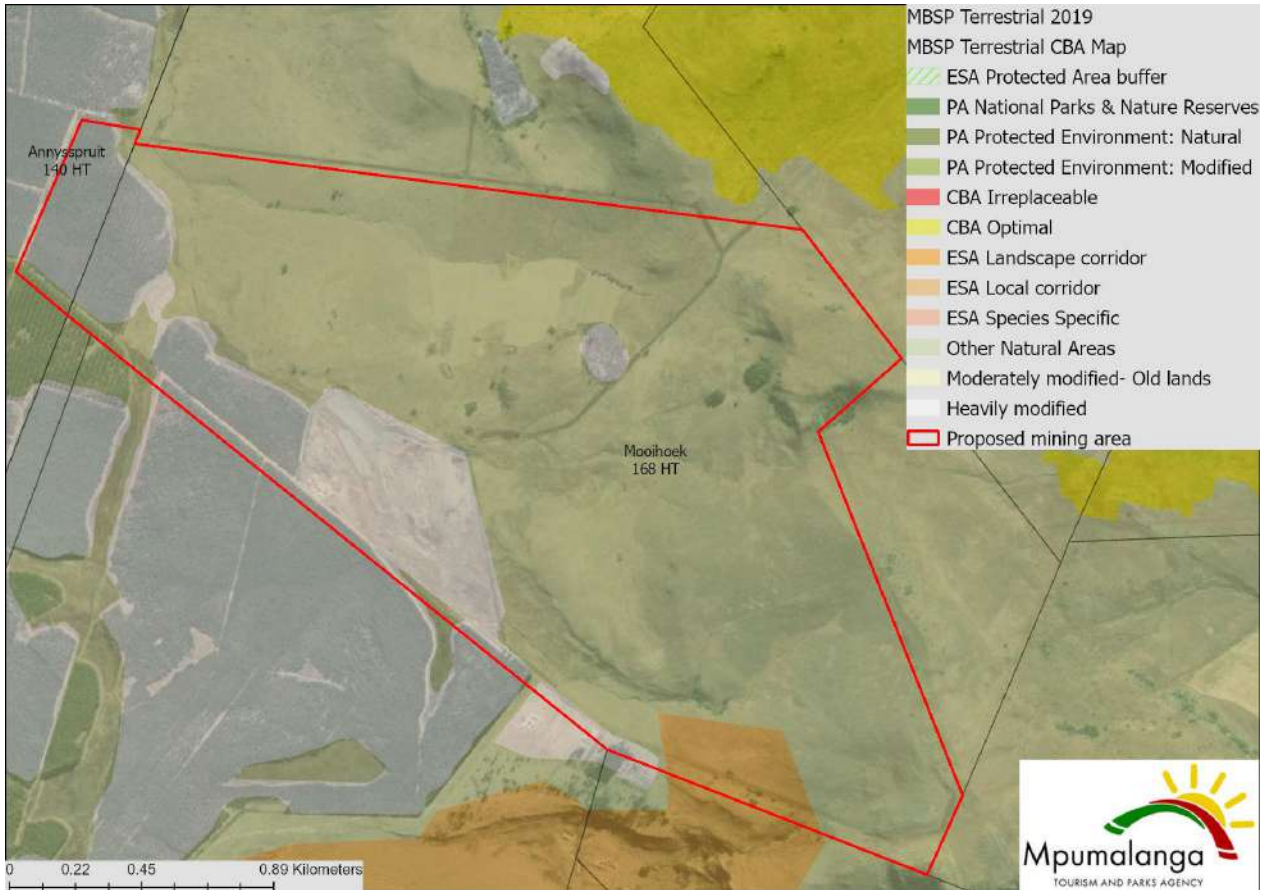 MBSP Terrestrial 2019
MBSP Terrestrial CBA Map
ESA Protected Area buffer
PA National Parks & Nature Reserves
PA Protected Environment: Natural
PA Protected Environment: Modified
CBA Irreplaceable
CBA Optimal
ESA Landscape corridor
ESA Local corridor
ESA Species Specific
Other Natural Areas
Moderately modified- Old lands
Heavily modified
Proposed mining area
Annysspruit
140 HT
Mooihoek
168 HT
0 0.22 0.45 0.89 Kilometers
Mpumalanga
TOURISM AND PARKS AGENCY